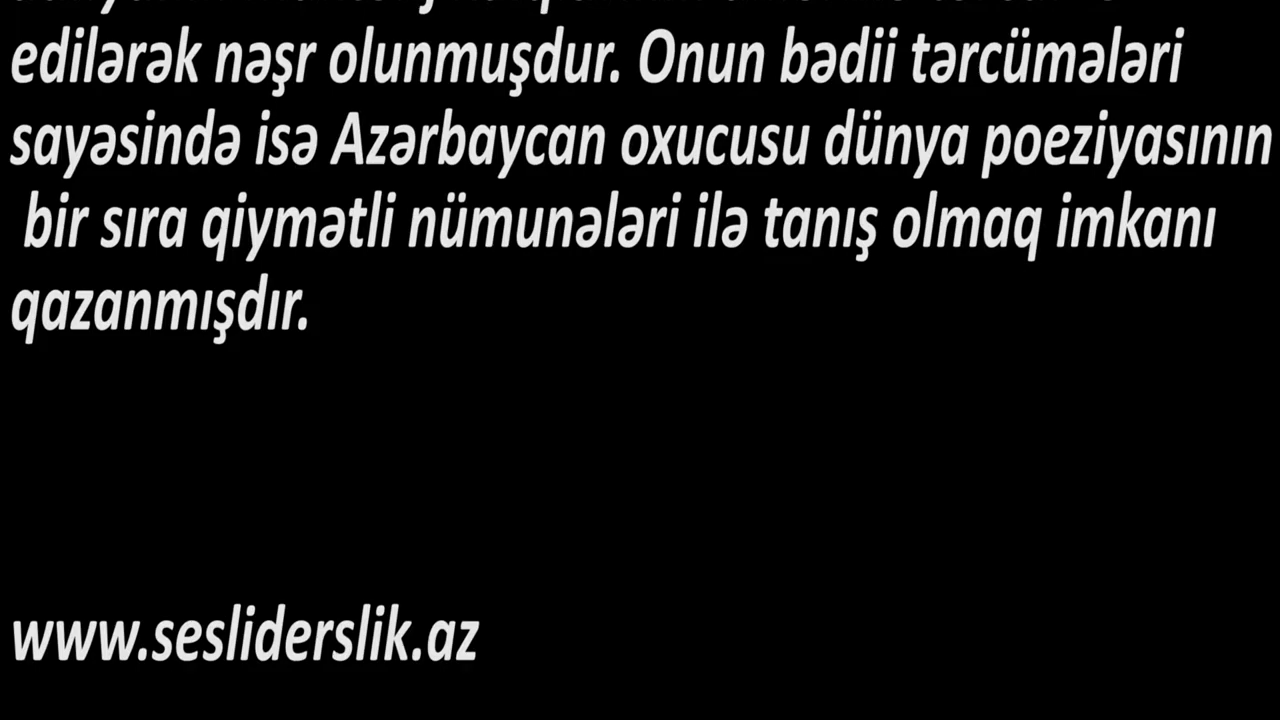 edilərək nəşr olunmuşdur. Onun bədii tərcümələri
sayəsində isə Azərbaycan oxucusu dünya poeziyasının
bir sıra qiymətli nümunələri ilə tanış olmaq imkanı
qazanmışdır.
www.sesliderslik.az